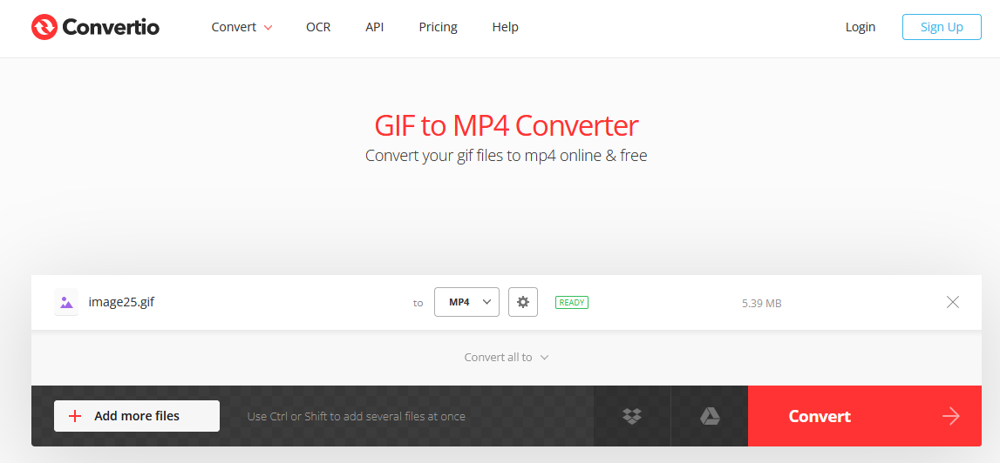 Convertio Convert OCR API Pricing Help Login Sign Up
GIF to MP4 Converter
Convert your gif files to mp4 online & free
image25.gif to MP4 READY 5.39 MB
Convert all to
Add more files Use Ctrl or Shift to add several files at once Convert